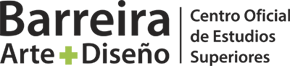 Barreira
Arte+Diseño
Centro Oficial
de Estudios
Superiores